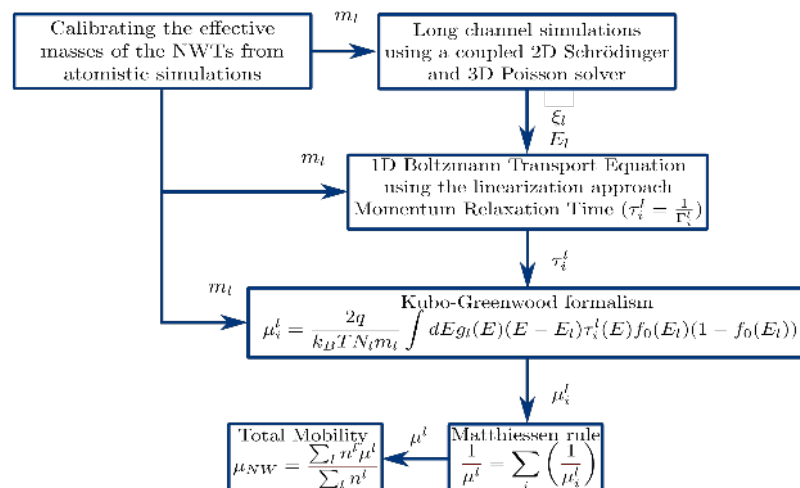 Calibrating the effective
masses of the NWTs from
atomistic simulations
m_l
Long channel simulations
using a coupled 2D Schrödinger
and 3D Poisson solver
ξ_l
E_l
m_l
1D Boltzmann Transport Equation
using the linearization approach
Momentum Relaxation Time (τ_i^l = 1/Γ_i^l)
τ_i^l
m_l
Kubo-Greenwood formalism
μ_i^l = 2q/(k_B T N_l m_l) ∫ dE g_l(E)(E − E_l)τ_i^l(E)f_0(E_l)(1 − f_0(E_l))
μ_i^l
Total Mobility
μ_NW = ∑_l n^l μ^l / ∑_l n^l
μ^l
Matthiessen rule
1/μ^l = ∑_i (1/μ_i^l)